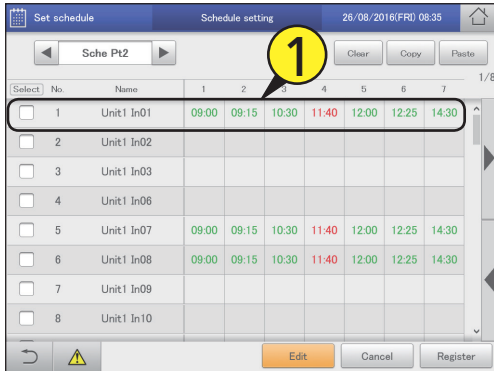 Set schedule Schedule setting 26/08/2016(FRI) 08:35
Sche Pt2 1 Clear Copy Paste
1/8
Select No. Name 1 2 3 4 5 6 7
1 Unit1 In01 09:00 09:15 10:30 11:40 12:00 12:25 14:30
2 Unit1 In02
3 Unit1 In03
4 Unit1 In06
5 Unit1 In07 09:00 09:15 10:30 11:40 12:00 12:25 14:30
6 Unit1 In08 09:00 09:15 10:30 11:40 12:00 12:25 14:30
7 Unit1 In09
8 Unit1 In10
Edit Cancel Register